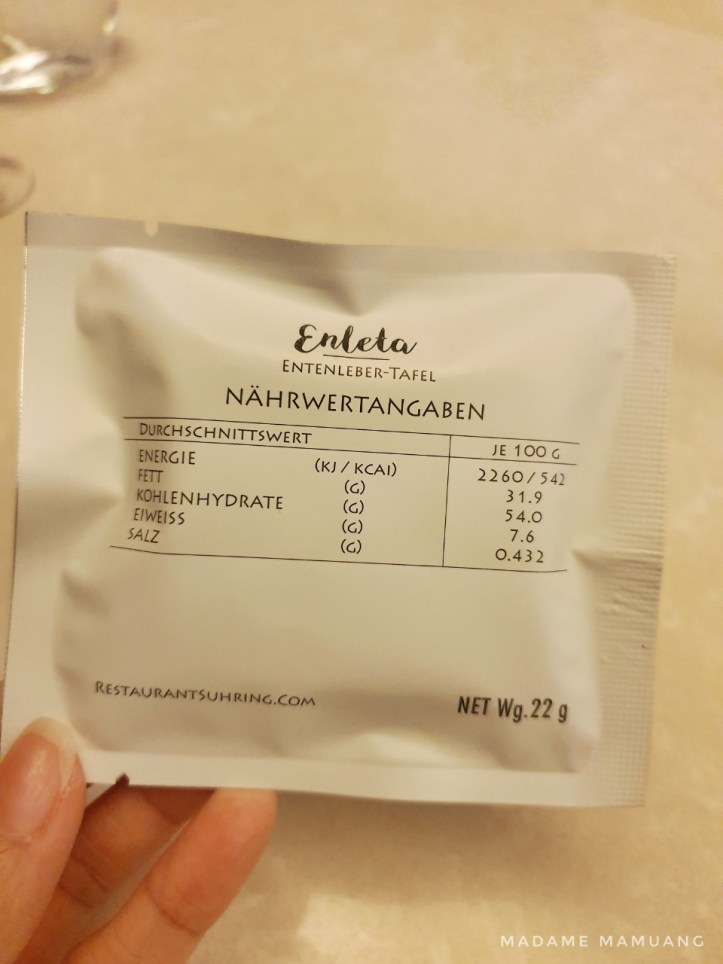 Enleta
ENTENLEBER-TAFEL
NÄHRWERTANGABEN
DURCHSCHNITTSWERT JE 100 G
ENERGIE (KJ / KCAl) 2260 / 542
FETT (G) 31.9
KOHLENHYDRATE (G) 54.0
EIWEISS (G) 7.6
SALZ (G) 0.432
RESTAURANTSUHRING.COM NET Wg.22 g
MADAME MAMUANG